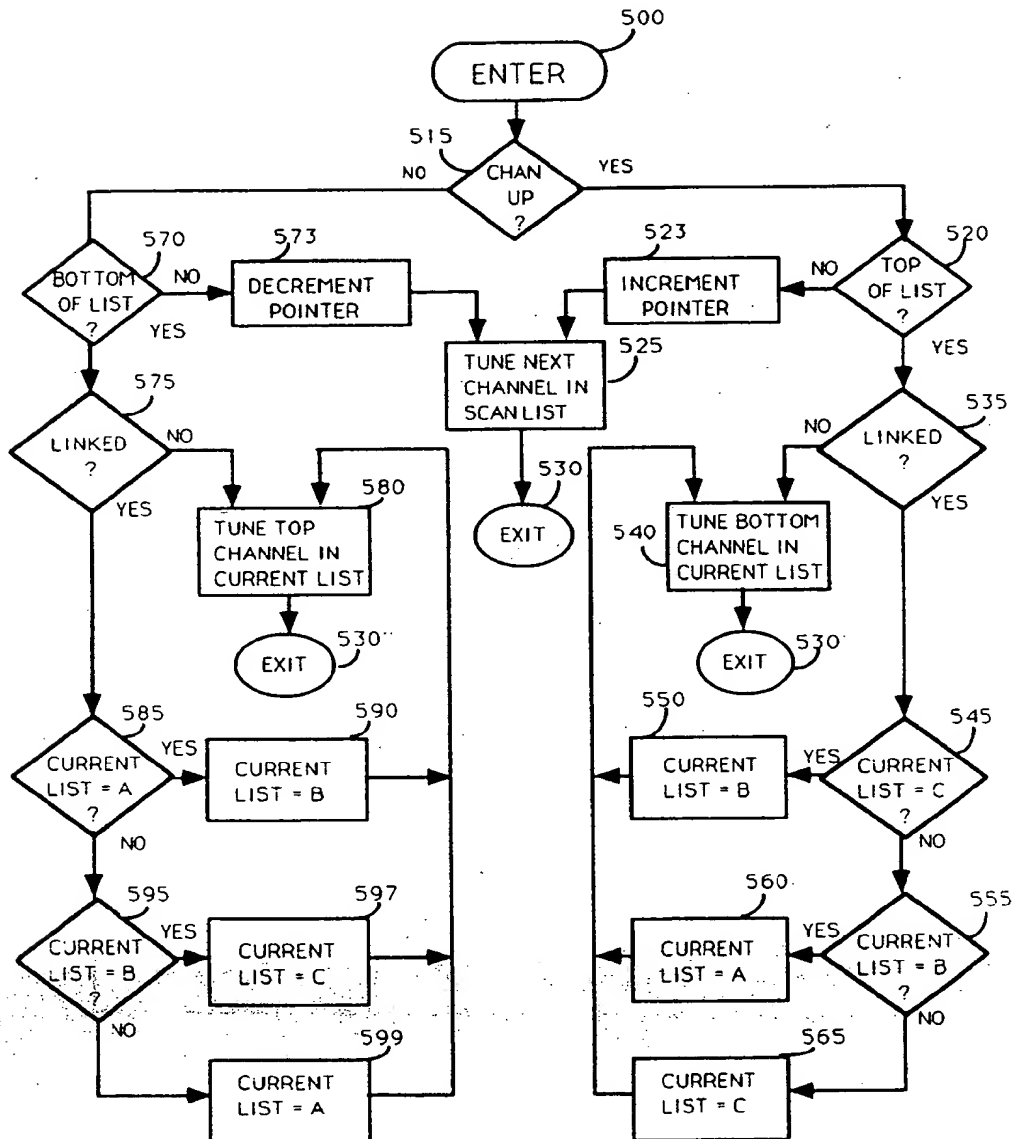 500
ENTER
515
NO
CHAN
UP
?
YES
570
BOTTOM
OF LIST
?
NO
YES
573
DECREMENT
POINTER
523
INCREMENT
POINTER
520
NO
TOP
OF LIST
?
YES
TUNE NEXT
CHANNEL IN
SCAN LIST
525
530
EXIT
575
LINKED
?
NO
YES
580
TUNE TOP
CHANNEL IN
CURRENT LIST
EXIT
530
535
NO
LINKED
?
YES
540
TUNE BOTTOM
CHANNEL IN
CURRENT LIST
EXIT
530
585
CURRENT
LIST = A
?
YES
NO
590
CURRENT
LIST = B
550
CURRENT
LIST = B
545
YES
CURRENT
LIST = C
?
NO
595
CURRENT
LIST = B
?
YES
NO
597
CURRENT
LIST = C
560
CURRENT
LIST = A
555
YES
CURRENT
LIST = B
?
NO
599
CURRENT
LIST = A
565
CURRENT
LIST = C